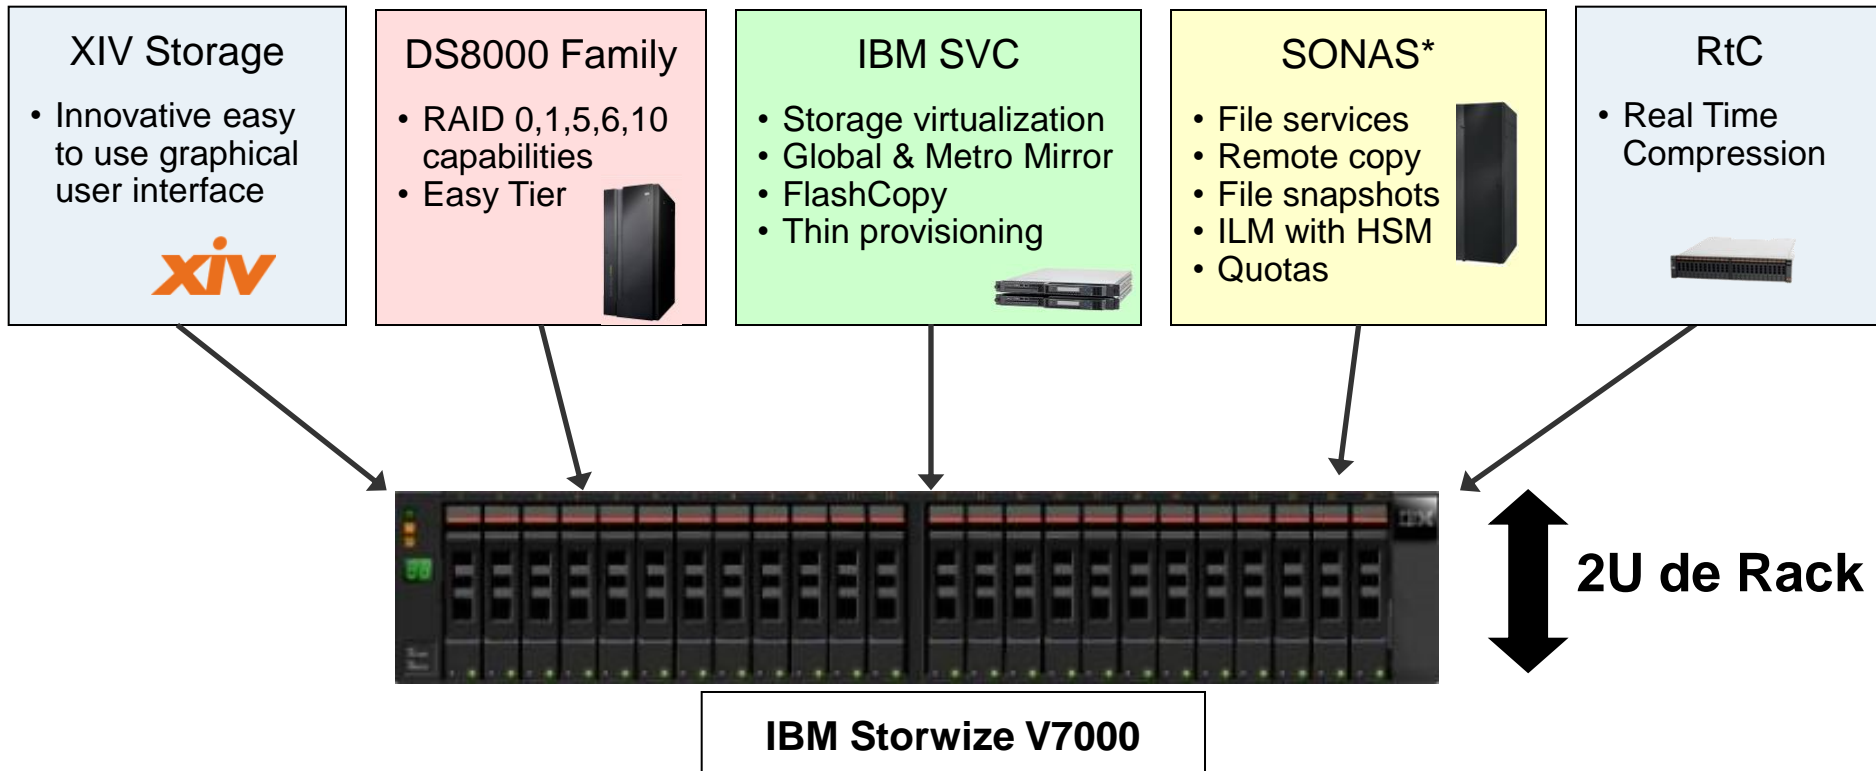 XIV Storage
• Innovative easy
to use graphical
user interface
xiv
DS8000 Family
• RAID 0,1,5,6,10
capabilities
• Easy Tier
IBM SVC
• Storage virtualization
• Global & Metro Mirror
• FlashCopy
• Thin provisioning
SONAS*
• File services
• Remote copy
• File snapshots
• ILM with HSM
• Quotas
RtC
• Real Time
Compression
2U de Rack
IBM Storwize V7000